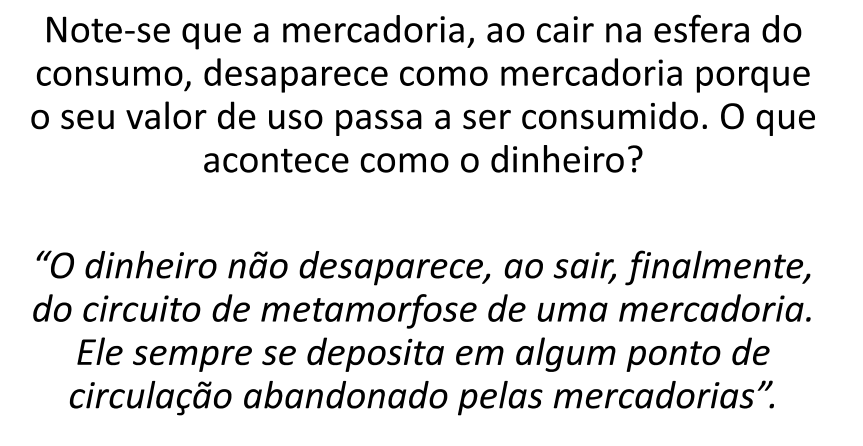 Note-se que a mercadoria, ao cair na esfera do
consumo, desaparece como mercadoria porque
o seu valor de uso passa a ser consumido. O que
acontece como o dinheiro?
“O dinheiro não desaparece, ao sair, finalmente,
do circuito de metamorfose de uma mercadoria.
Ele sempre se deposita em algum ponto de
circulação abandonado pelas mercadorias”.